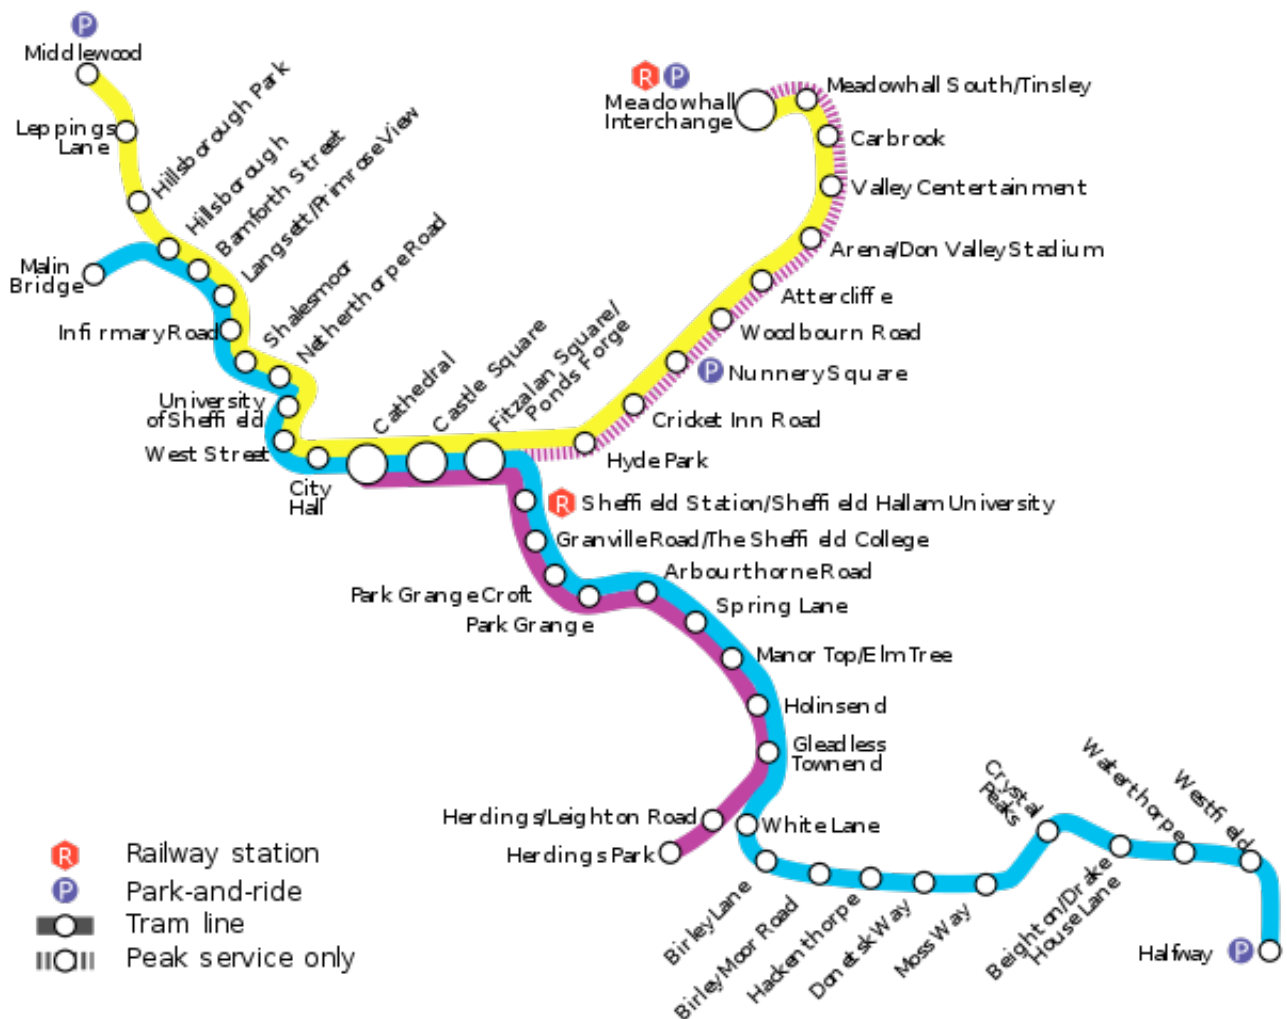 P
Middlewood
Leppings
Lane
Hillsborough Park
Hillsborough
Bamforth Street
Langsett/Primrose View
Malin
Bridge
Infirmary Road
Shalesmoor
Netherthorpe Road
University
of Sheffield
West Street
City
Hall
Cathedral
Castle Square
Fitzalan Square/
Ponds Forge
R P
Meadowhall
Interchange
Meadowhall South/Tinsley
Carbrook
Valley Centertainment
Arena/Don Valley Stadium
Attercliffe
Woodbourn Road
P Nunnery Square
Cricket Inn Road
Hyde Park
R Sheffield Station/Sheffield Hallam University
Granville Road/The Sheffield College
Park Grange Croft
Park Grange
Arbourthorne Road
Spring Lane
Manor Top/Elm Tree
Holinsend
Gleadless
Townend
Herdings/Leighton Road
Herdings Park
White Lane
Birley Lane
Birley Moor Road
Hackenthorpe
Donetsk Way
Moss Way
Crystal
Peaks
Beighton/Drake
House Lane
Waterthorpe
Westfield
Halfway P
R Railway station
P Park-and-ride
Tram line
Peak service only